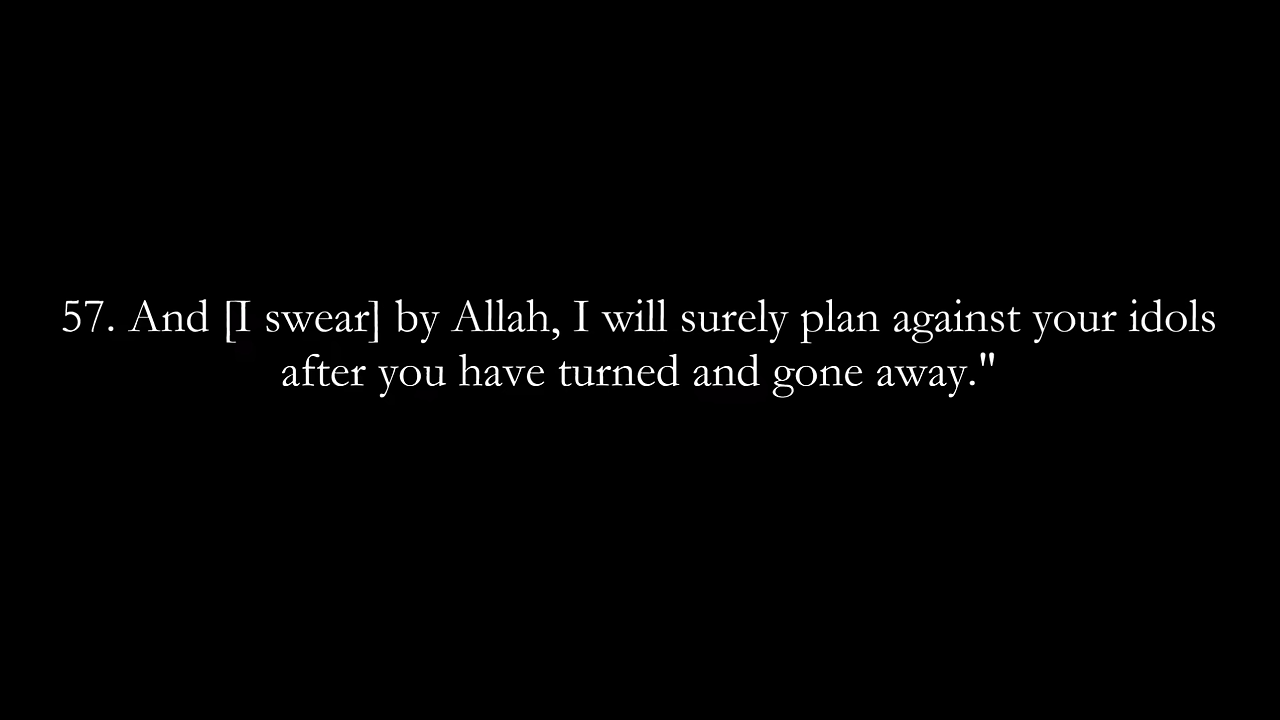 57. And [I swear] by Allah, I will surely plan against your idols
after you have turned and gone away."